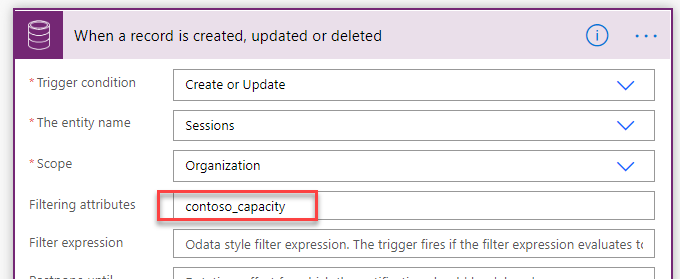 When a record is created, updated or deleted
* Trigger condition
Create or Update
* The entity name
Sessions
* Scope
Organization
Filtering attributes
contoso_capacity
Filter expression
Odata style filter expression. The trigger fires if the filter expression evaluates to